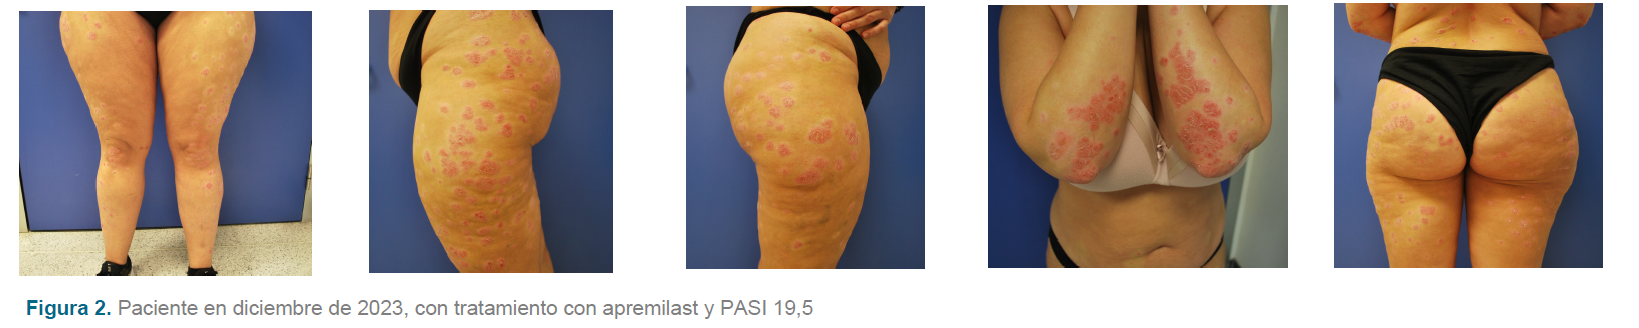 Figura 2. Paciente en diciembre de 2023, con tratamiento con apremilast y PASI 19,5